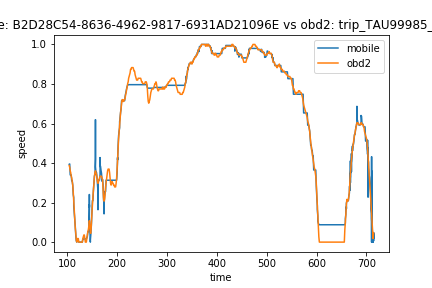 e: B2D28C54-8636-4962-9817-6931AD21096E vs obd2: trip_TAU99985_
1.0
0.8
0.6
0.4
0.2
0.0
speed
mobile
obd2
100 200 300 400 500 600 700
time